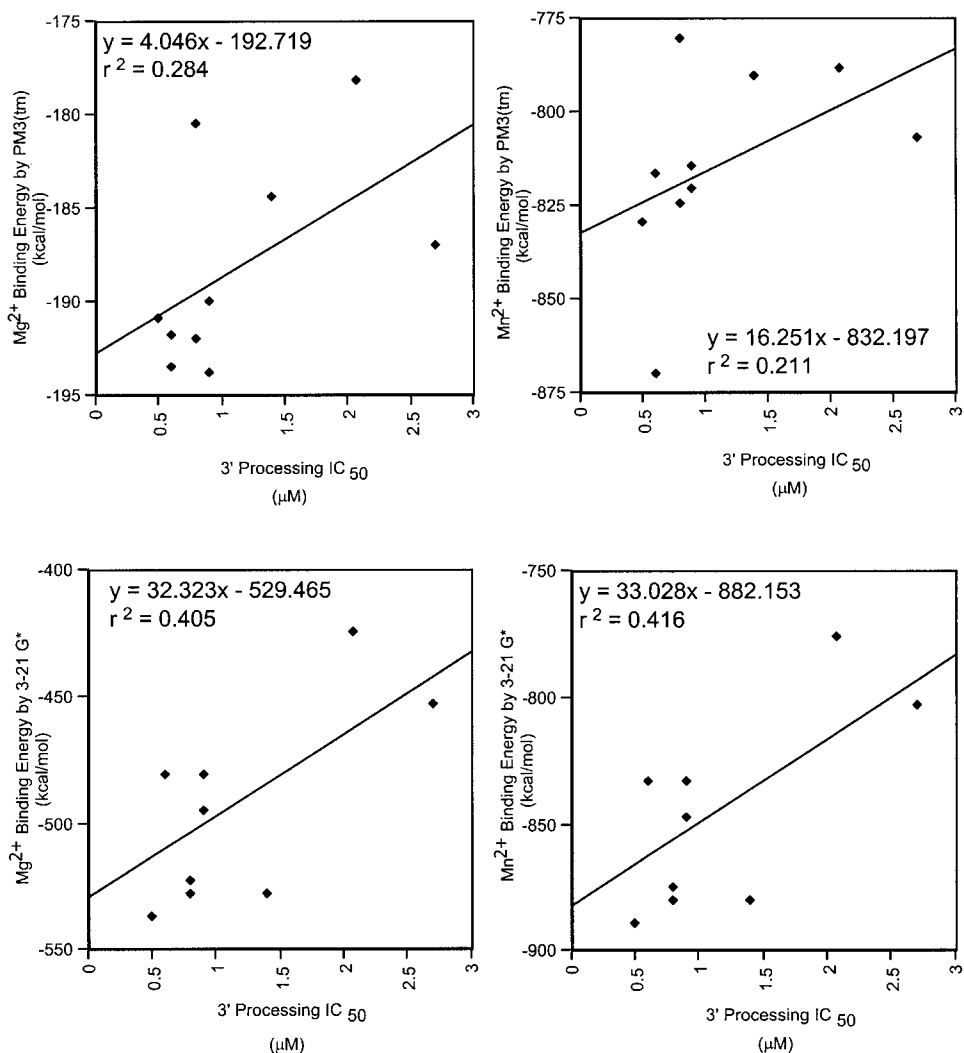 y = 4.046x - 192.719
r 2 = 0.284
-175
-180
-185
-190
-195
Mg2+ Binding Energy by PM3(tm)
(kcal/mol)
0
0.5
1
1.5
2
2.5
3
3' Processing IC 50
(μM)
y = 16.251x - 832.197
r 2 = 0.211
-775
-800
-825
-850
-875
Mn2+ Binding Energy by PM3(tm)
(kcal/mol)
0
0.5
1
1.5
2
2.5
3
3' Processing IC 50
(μM)
y = 32.323x - 529.465
r 2 = 0.405
-400
-450
-500
-550
Mg2+ Binding Energy by 3-21 G*
(kcal/mol)
0
0.5
1
1.5
2
2.5
3
3' Processing IC 50
(μM)
y = 33.028x - 882.153
r 2 = 0.416
-750
-800
-850
-900
Mn2+ Binding Energy by 3-21 G*
(kcal/mol)
0
0.5
1
1.5
2
2.5
3
3' Processing IC 50
(μM)